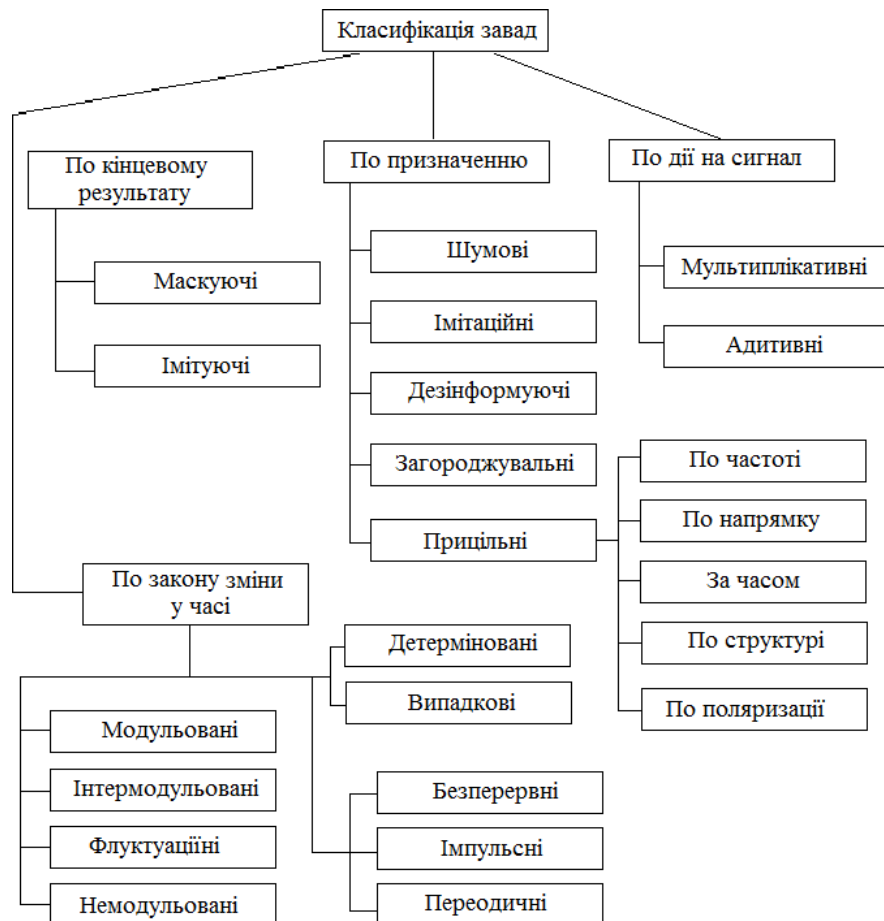 Класифікація завад
По кінцевому
результату
Маскуючі
Імітуючі
По призначенню
Шумові
Імітаційні
Дезінформуючі
Загороджувальні
Прицільні
По частоті
По напрямку
За часом
По структурі
По поляризації
По дії на сигнал
Мультиплікативні
Адитивні
По закону зміни
у часі
Детерміновані
Випадкові
Модульовані
Інтермодульовані
Флуктуаціїні
Немодульовані
Безперервні
Імпульсні
Переодичні